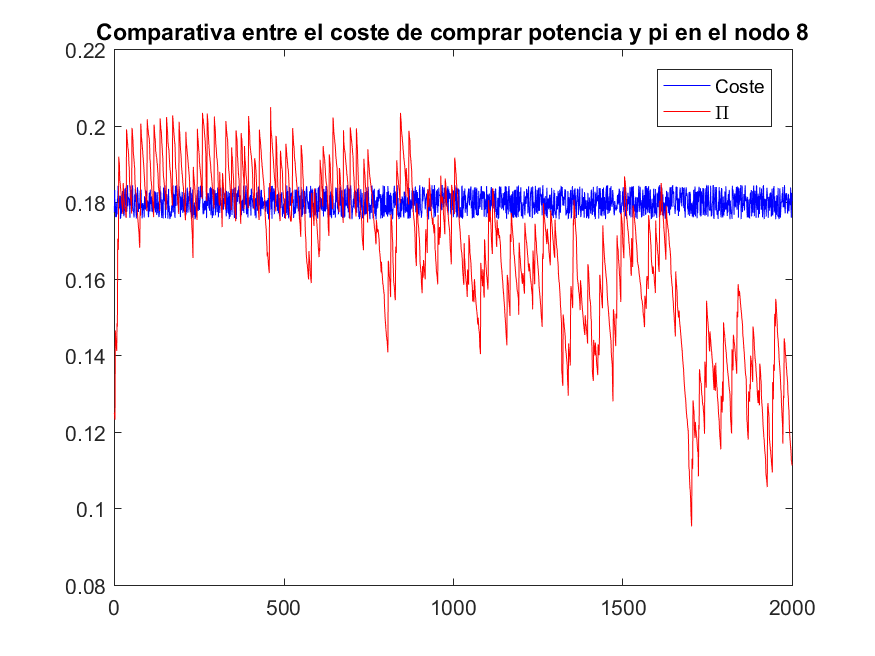 Comparativa entre el coste de comprar potencia y pi en el nodo 8
0.22
0.2
0.18
0.16
0.14
0.12
0.1
0.08
Coste
Π
0 500 1000 1500 2000